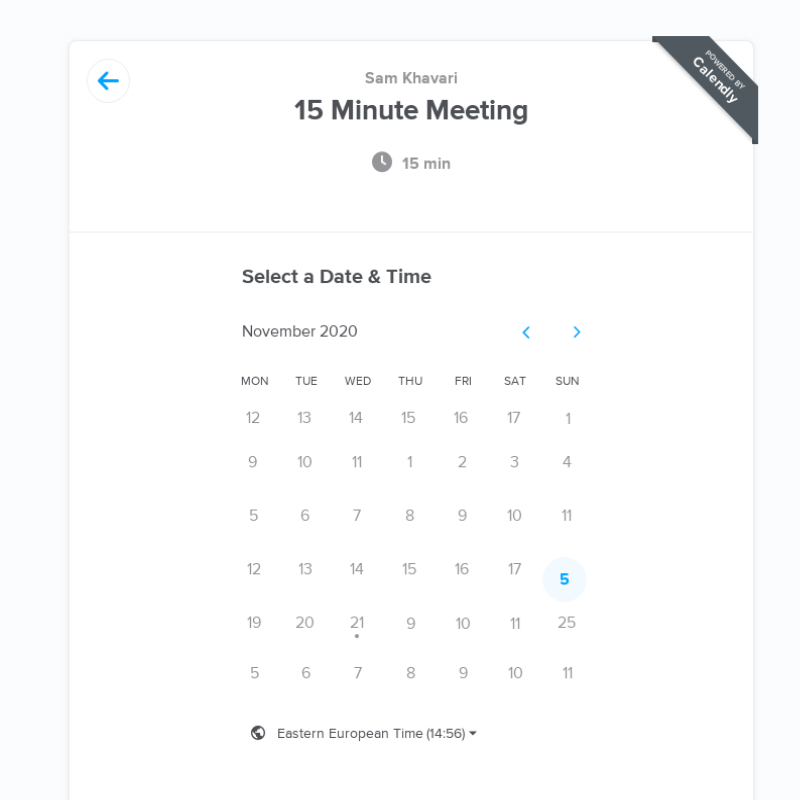 POWERED BY
Calendly
Sam Khavari
15 Minute Meeting
15 min
Select a Date & Time
November 2020
MON TUE WED THU FRI SAT SUN
12 13 14 15 16 17 1
9 10 11 1 2 3 4
5 6 7 8 9 10 11
12 13 14 15 16 17 5
19 20 21 9 10 11 25
5 6 7 8 9 10 11
Eastern European Time (14:56)